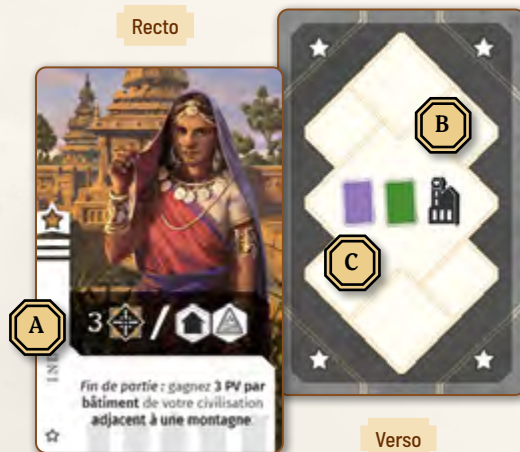 Recto
B
C
A
3 /
Fin de partie : gagnez 3 PV par
bâtiment de votre civilisation
adjacent à une montagne
Verso